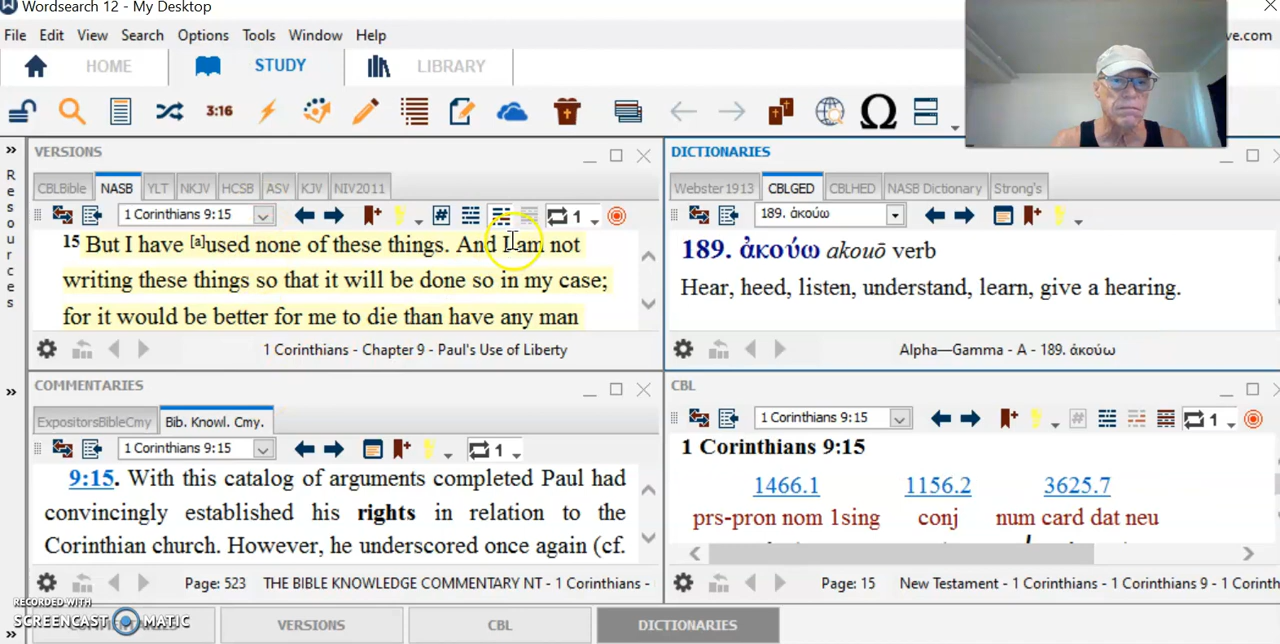 Wordsearch 12 - My Desktop
File Edit View Search Options Tools Window Help
ve.com
HOME STUDY LIBRARY
3:16
»
Resources
VERSIONS
CBLBible NASB YLT NKJV HCSB ASV KJV NIV2011
1 Corinthians 9:15
# 1
15 But I have [a]used none of these things. And I am not
writing these things so that it will be done so in my case;
for it would be better for me to die than have any man
1 Corinthians - Chapter 9 - Paul's Use of Liberty
DICTIONARIES
Webster1913 CBLGED CBLHED NASB Dictionary Strong's
189. ἀκούω
189. ἀκούω akouō verb
Hear, heed, listen, understand, learn, give a hearing.
Alpha—Gamma - A - 189. ἀκούω
»
COMMENTARIES
ExpositorsBibleCmy Bib. Knowl. Cmy.
1 Corinthians 9:15
1
9:15. With this catalog of arguments completed Paul had
convincingly established his rights in relation to the
Corinthian church. However, he underscored once again (cf.
Page: 523 THE BIBLE KNOWLEDGE COMMENTARY NT - 1 Corinthians -
CBL
1 Corinthians 9:15
# 1
1 Corinthians 9:15
1466.1 1156.2 3625.7
prs-pron nom 1sing conj num card dat neu
Page: 15 New Testament - 1 Corinthians - 1 Corinthians 9 - 1 Corinth
RECORDED WITH
SCREENCAST MATIC
»
VERSIONS CBL DICTIONARIES